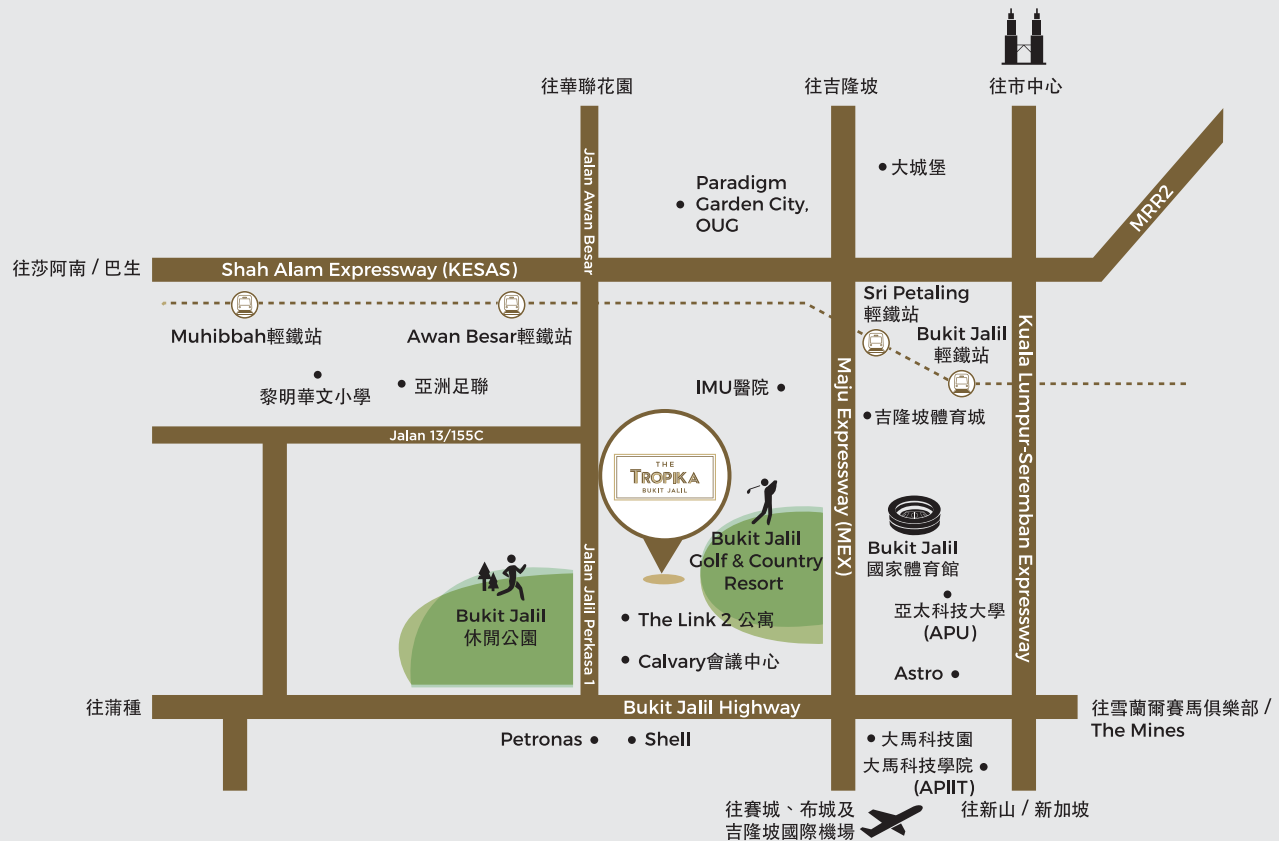 往華聯花園
往吉隆坡
往市中心
Jalan Awan Besar
大城堡
Paradigm
Garden City,
OUG
MRR2
往莎阿南 / 巴生
Shah Alam Expressway (KESAS)
Muhibbah輕鐵站
Awan Besar輕鐵站
Sri Petaling
輕鐵站
Bukit Jalil
輕鐵站
Kuala Lumpur-Seremban Expressway
Maju Expressway (MEX)
黎明華文小學
亞洲足聯
IMU醫院
吉隆坡體育城
Jalan 13/155C
THE
TROPIKA
BUKIT JALIL
Bukit Jalil
Golf & Country
Resort
Bukit Jalil
國家體育館
Jalan Jalil Perkasa 1
Bukit Jalil
休閒公園
The Link 2 公寓
亞太科技大學
(APU)
Calvary會議中心
Astro
往蒲種
Bukit Jalil Highway
往雪蘭爾賽馬俱樂部 /
The Mines
Petronas
Shell
大馬科技園
大馬科技學院
(APIIT)
往賽城、布城及
吉隆坡國際機場
往新山 / 新加坡